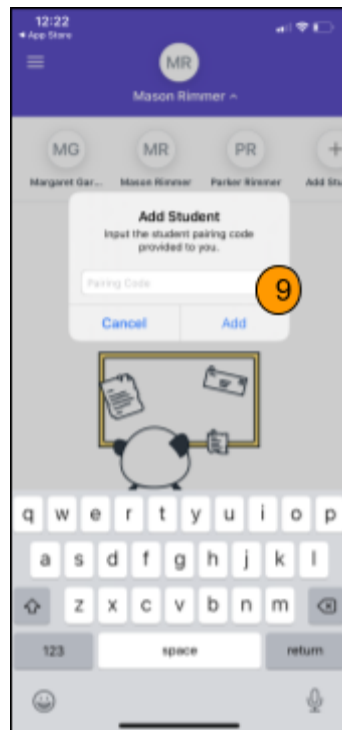 12:22
◀ App Store
MR
Mason Rimmer ^
MG
MR
PR
+
Margaret Gar...
Mason Rimmer
Parker Rimmer
Add Stu
Add Student
Input the student pairing code
provided to you.
Pairing Code
9
Cancel
Add
q w e r t y u i o p
a s d f g h j k l
z x c v b n m
123
space
return